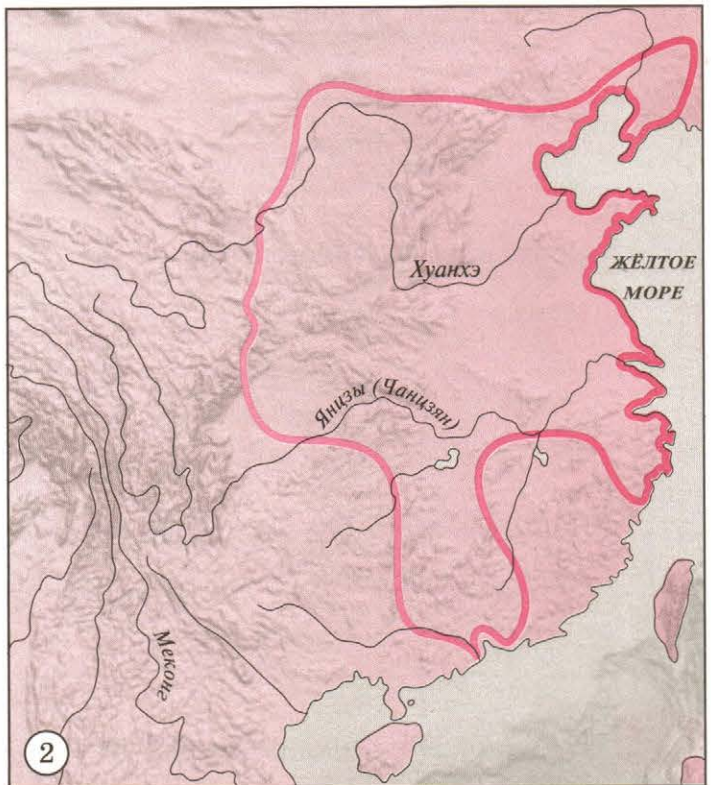 Хуанхэ
ЖЁЛТОЕ
МОРЕ
Янцзы (Чанцзян)
Меконг
2